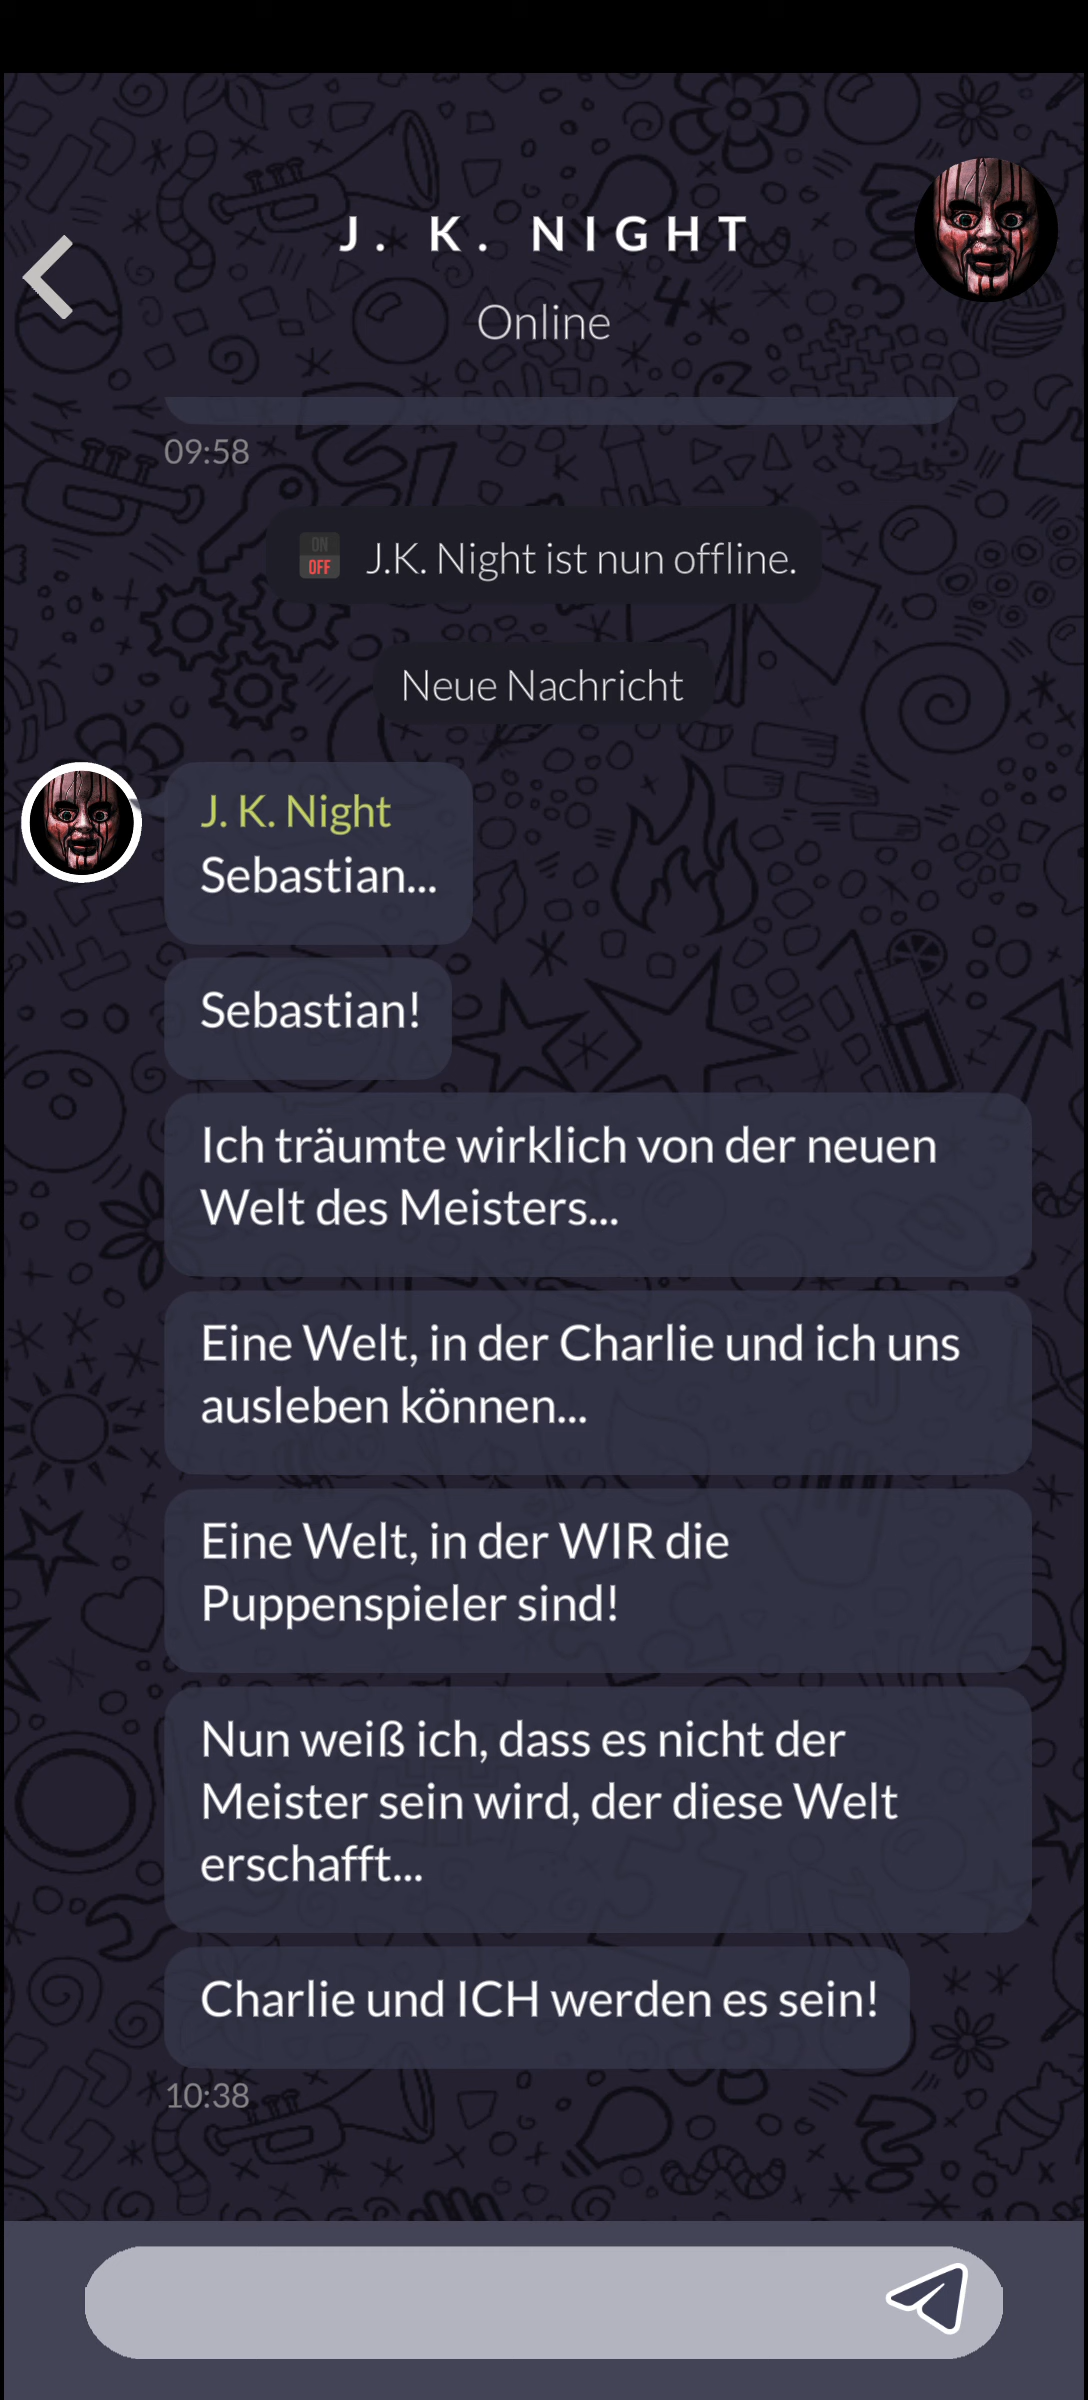 J. K. NIGHT
Online
09:58
ON
OFF
J.K. Night ist nun offline.
Neue Nachricht
J. K. Night
Sebastian...
Sebastian!
Ich träumte wirklich von der neuen
Welt des Meisters...
Eine Welt, in der Charlie und ich uns
ausleben können...
Eine Welt, in der WIR die
Puppenspieler sind!
Nun weiß ich, dass es nicht der
Meister sein wird, der diese Welt
erschafft...
Charlie und ICH werden es sein!
10:38